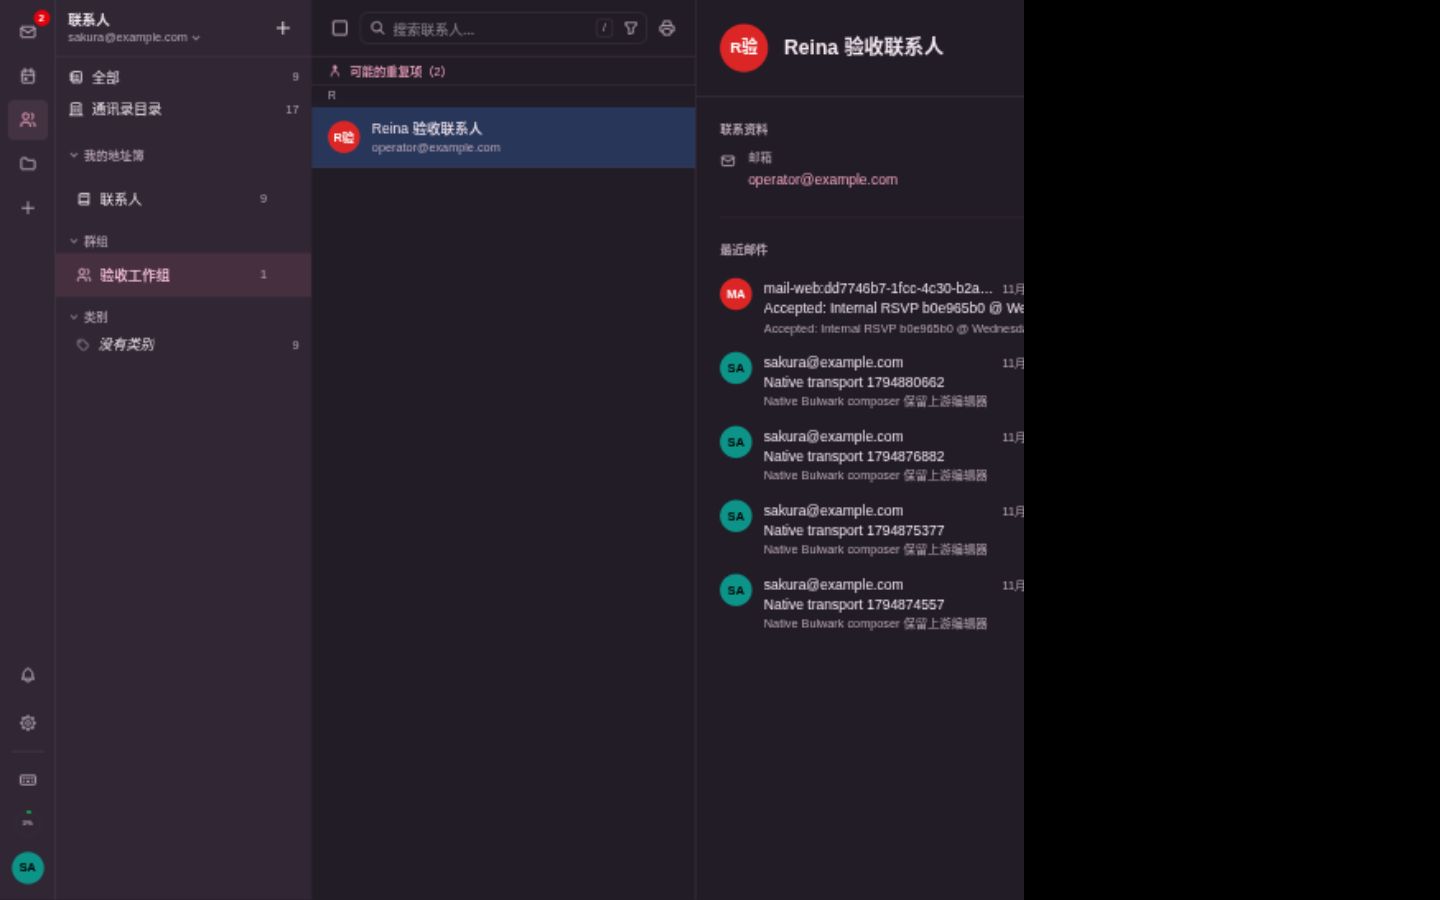 2
联系人
sakura@example.com
全部 9
通讯录目录 17
我的地址簿
联系人 9
群组
验收工作组 1
类别
没有类别 9
SA
搜索联系人... /
可能的重复项 (2)
R
R验
Reina 验收联系人
operator@example.com
R验
Reina 验收联系人
联系资料
邮箱
operator@example.com
最近邮件
MA
mail-web:dd7746b7-1fcc-4c30-b2a... 11月
Accepted: Internal RSVP b0e965b0 @ We
Accepted: Internal RSVP b0e965b0 @ Wednesda
SA
sakura@example.com 11月
Native transport 1794880662
Native Bulwark composer 保留上游编辑器
SA
sakura@example.com 11月
Native transport 1794876882
Native Bulwark composer 保留上游编辑器
SA
sakura@example.com 11月
Native transport 1794875377
Native Bulwark composer 保留上游编辑器
SA
sakura@example.com 11月
Native transport 1794874557
Native Bulwark composer 保留上游编辑器